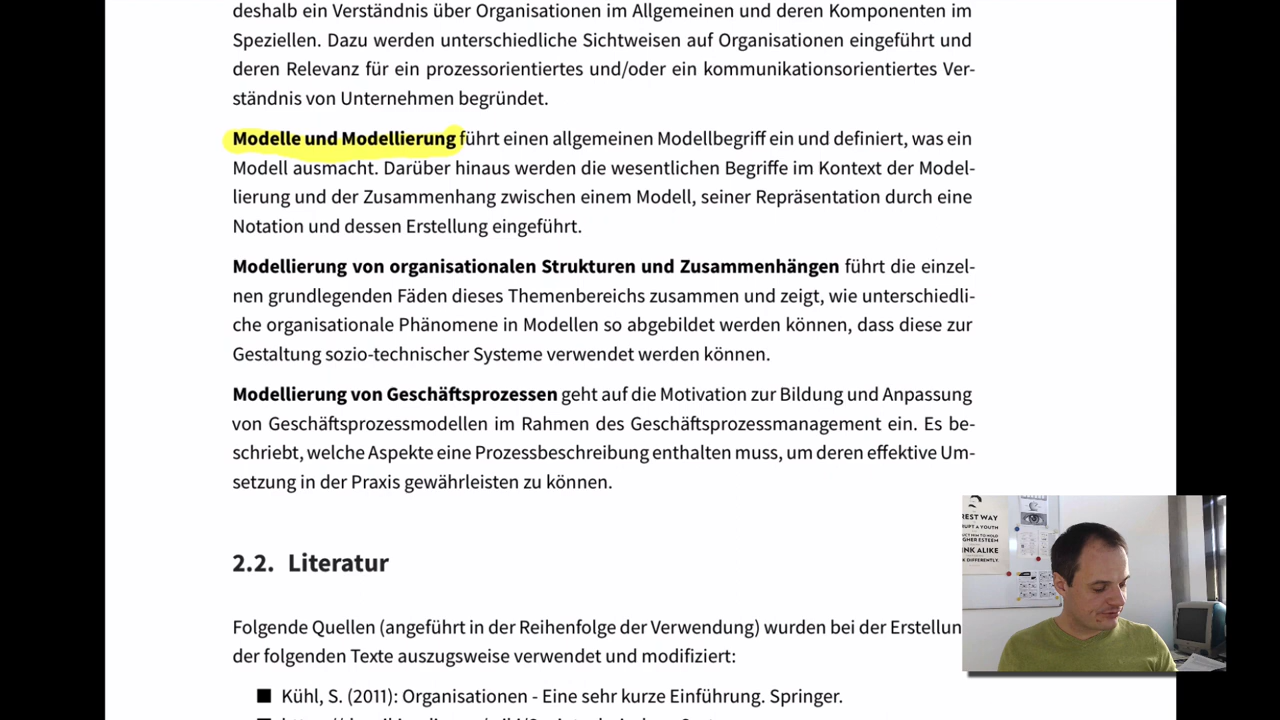 deshalb ein Verständnis über Organisationen im Allgemeinen und deren Komponenten im
Speziellen. Dazu werden unterschiedliche Sichtweisen auf Organisationen eingeführt und
deren Relevanz für ein prozessorientiertes und/oder ein kommunikationsorientiertes Ver-
ständnis von Unternehmen begründet.
Modelle und Modellierung führt einen allgemeinen Modellbegriff ein und definiert, was ein
Modell ausmacht. Darüber hinaus werden die wesentlichen Begriffe im Kontext der Model-
lierung und der Zusammenhang zwischen einem Modell, seiner Repräsentation durch eine
Notation und dessen Erstellung eingeführt.
Modellierung von organisationalen Strukturen und Zusammenhängen führt die einzel-
nen grundlegenden Fäden dieses Themenbereichs zusammen und zeigt, wie unterschiedli-
che organisationale Phänomene in Modellen so abgebildet werden können, dass diese zur
Gestaltung sozio-technischer Systeme verwendet werden können.
Modellierung von Geschäftsprozessen geht auf die Motivation zur Bildung und Anpassung
von Geschäftsprozessmodellen im Rahmen des Geschäftsprozessmanagement ein. Es be-
schriebt, welche Aspekte eine Prozessbeschreibung enthalten muss, um deren effektive Um-
setzung in der Praxis gewährleisten zu können.
2.2. Literatur
Folgende Quellen (angeführt in der Reihenfolge der Verwendung) wurden bei der Erstellun
der folgenden Texte auszugsweise verwendet und modifiziert:
■ Kühl, S. (2011): Organisationen - Eine sehr kurze Einführung. Springer.
REST WAY
A YOUTH
THINK ALIKE
DIFFERENTLY.